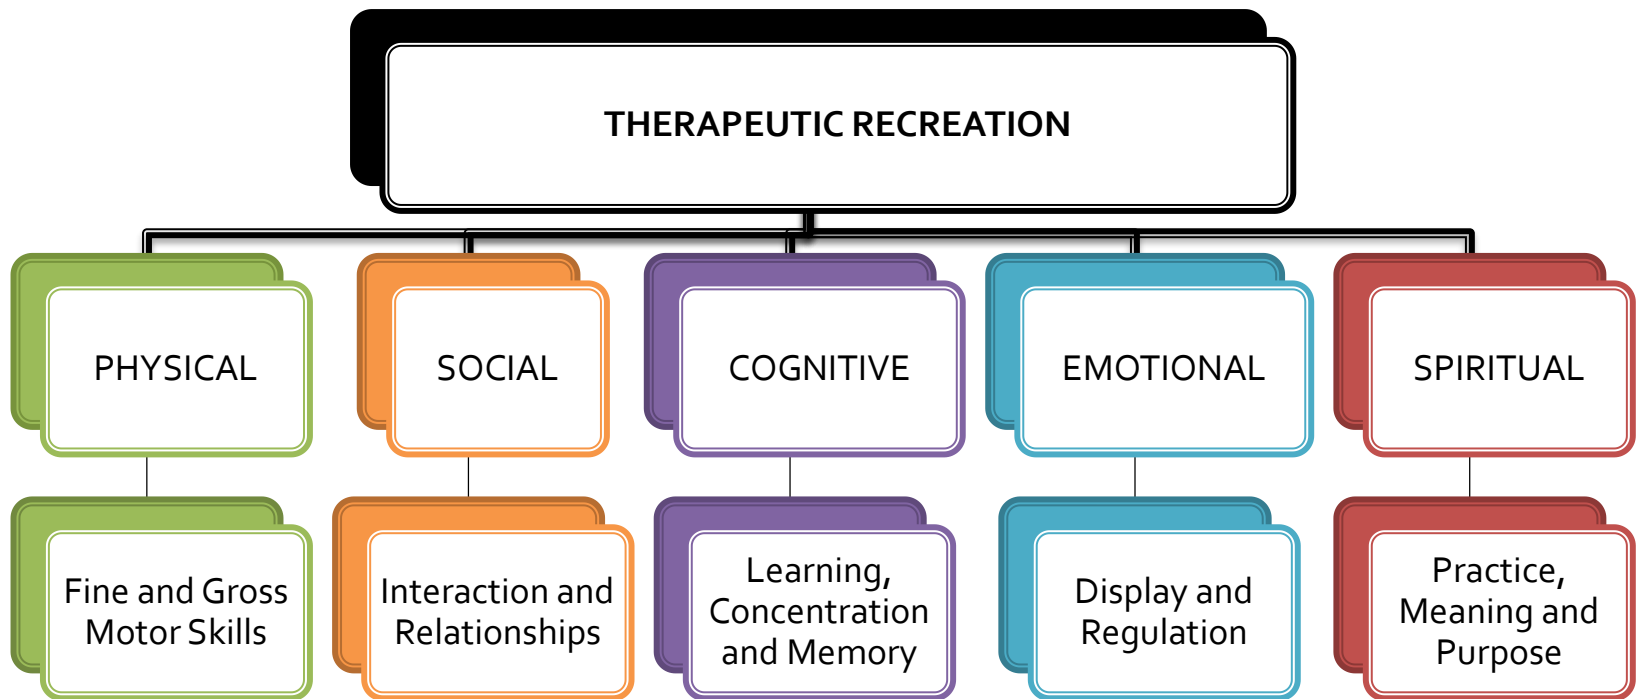 THERAPEUTIC RECREATION
PHYSICAL
SOCIAL
COGNITIVE
EMOTIONAL
SPIRITUAL
Fine and Gross
Motor Skills
Interaction and
Relationships
Learning,
Concentration
and Memory
Display and
Regulation
Practice,
Meaning and
Purpose